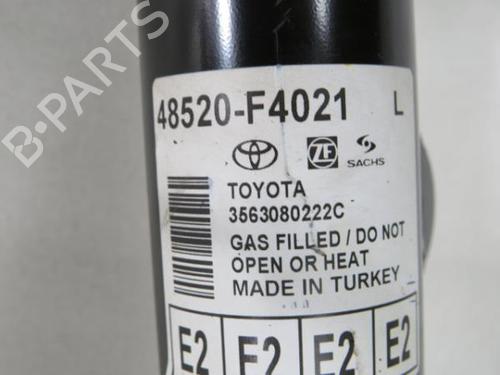 B PARTS
48520-F4021 L
ZF SACHS
TOYOTA
3563080222C
GAS FILLED / DO NOT
OPEN OR HEAT
MADE IN TURKEY
E2 E2 E2 E2